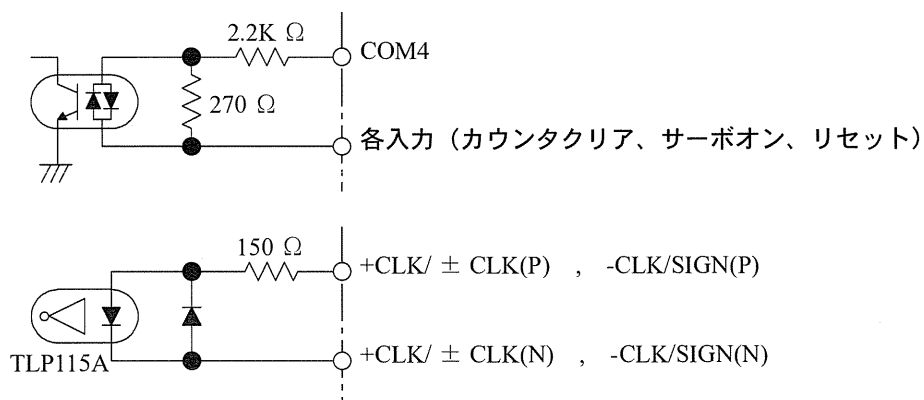 2.2K Ω
COM4
270 Ω
各入力（カウンタクリア、サーボオン、リセット）
150 Ω
+CLK/ ± CLK(P) , -CLK/SIGN(P)
TLP115A
+CLK/ ± CLK(N) , -CLK/SIGN(N)